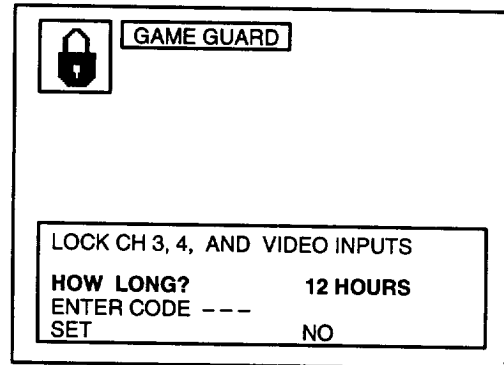 GAME GUARD
LOCK CH 3, 4, AND VIDEO INPUTS
HOW LONG? 12 HOURS
ENTER CODE – – –
SET NO